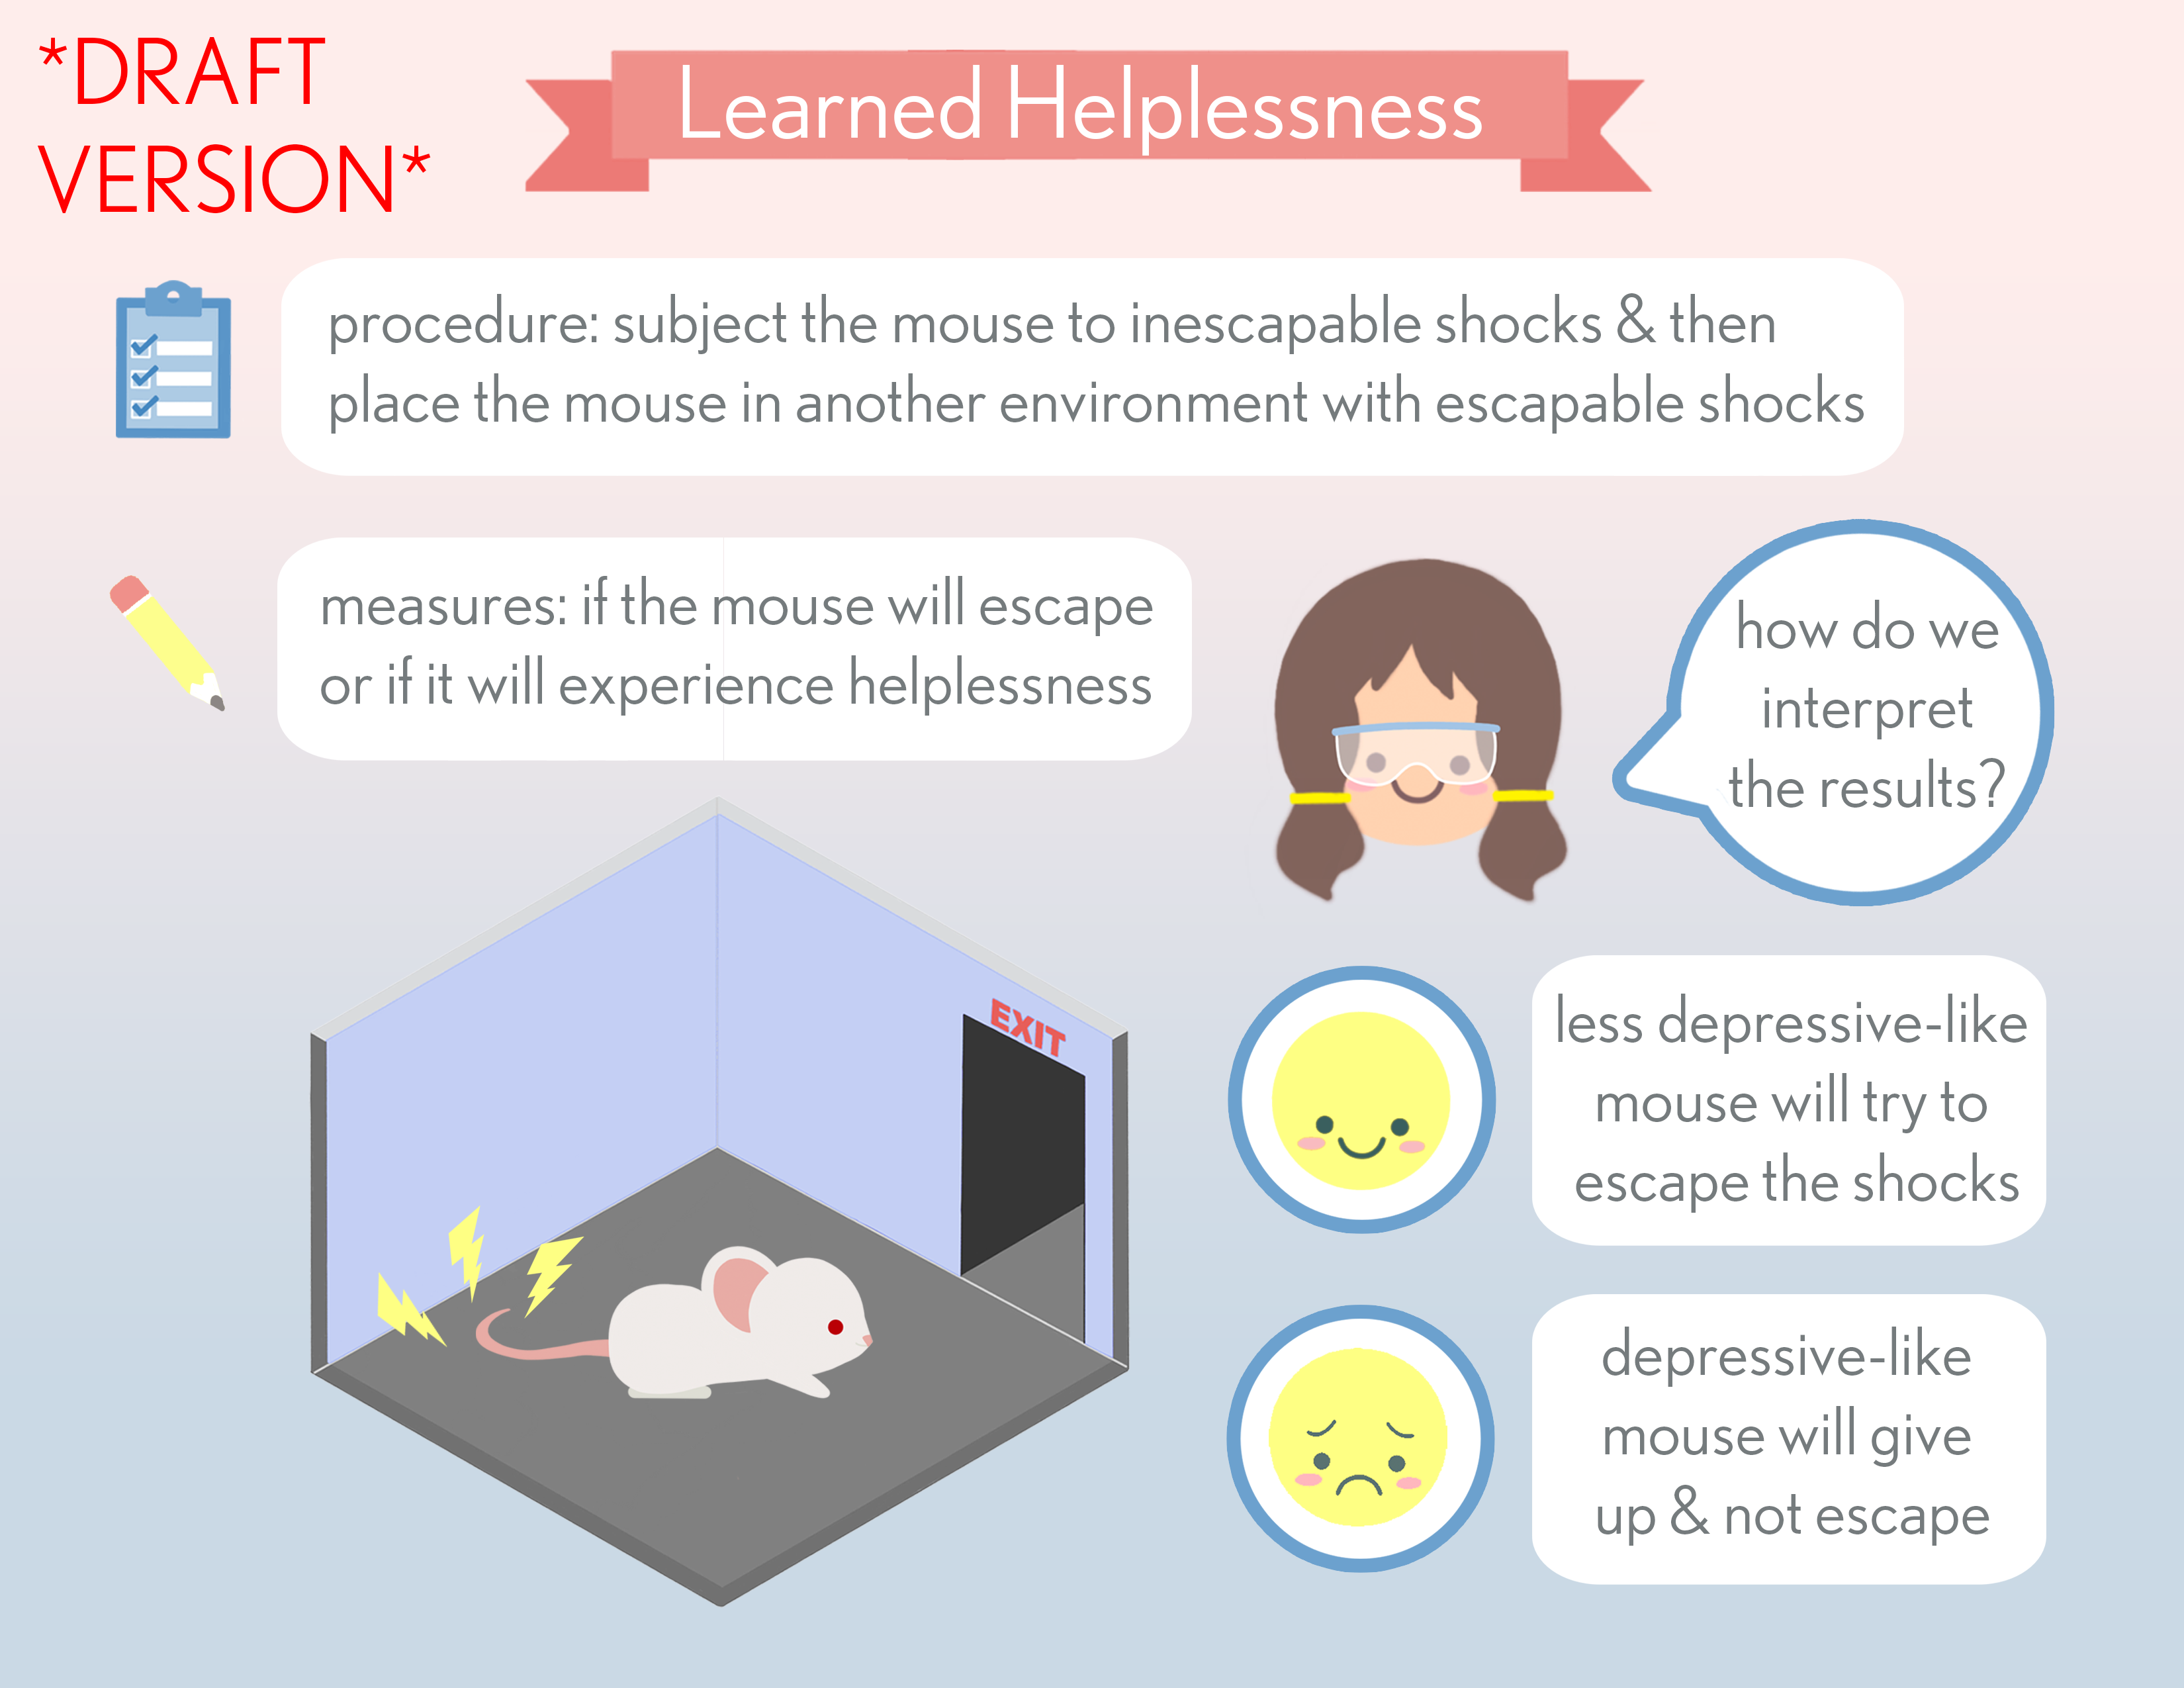 *DRAFT
VERSION*
Learned Helplessness
procedure: subject the mouse to inescapable shocks & then
place the mouse in another environment with escapable shocks
measures: if the mouse will escape
or if it will experience helplessness
how do we
interpret
the results?
EXIT
less depressive-like
mouse will try to
escape the shocks
depressive-like
mouse will give
up & not escape